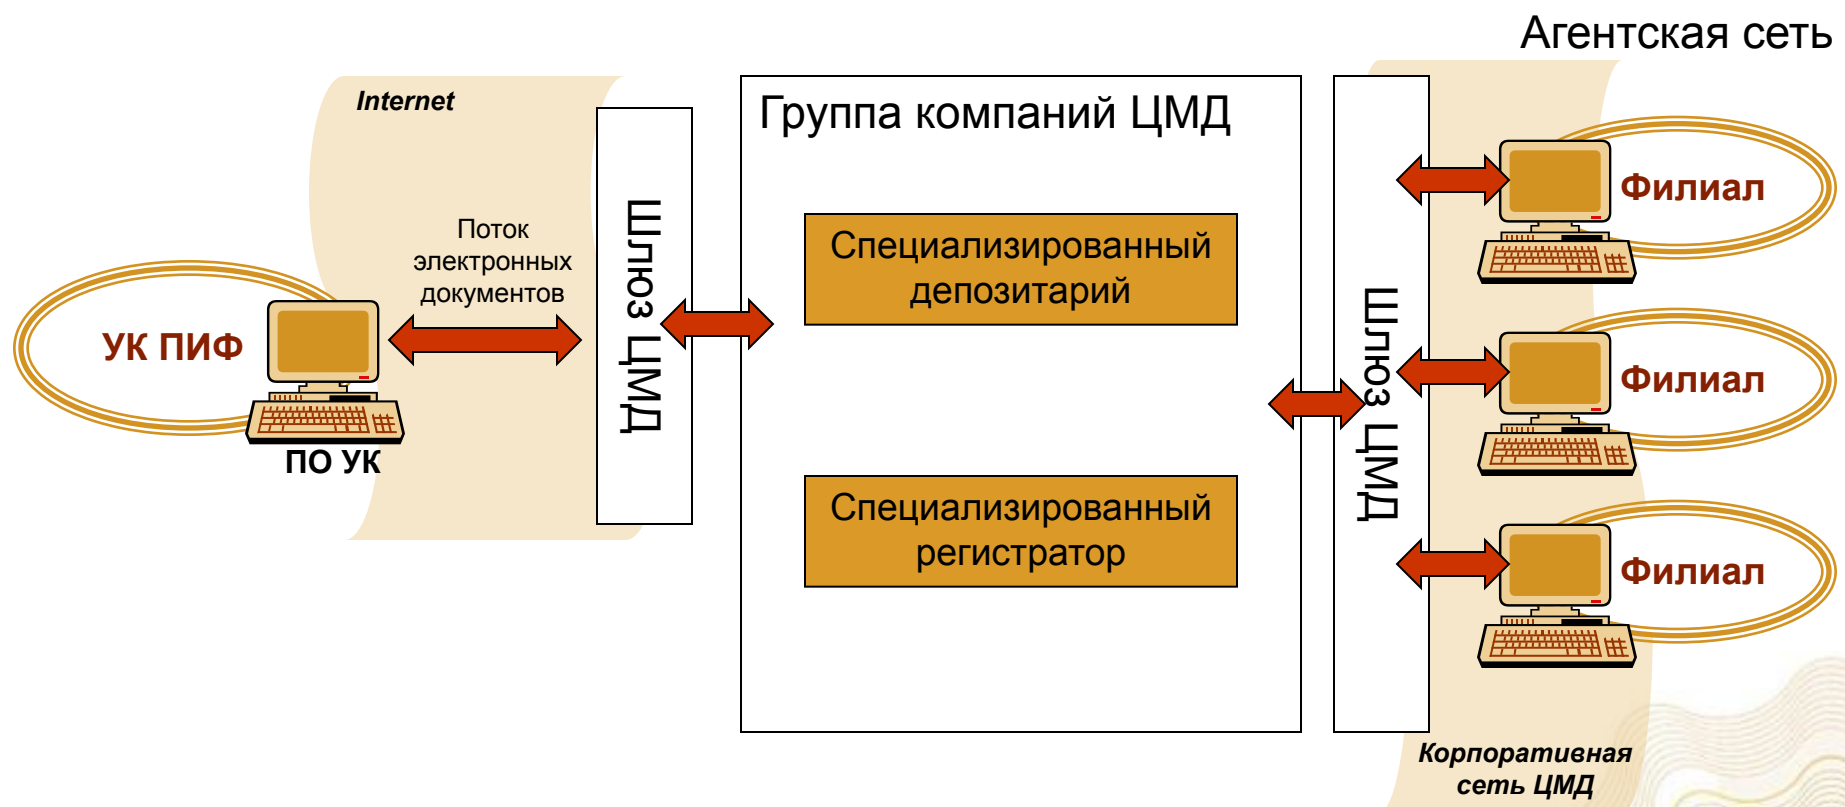 Агентская сеть
Internet
Группа компаний ЦМД
Поток
электронных
документов
УК ПИФ
ПО УК
Шлюз ЦМД
Специализированный
депозитарий
Специализированный
регистратор
Шлюз ЦМД
Филиал
Филиал
Филиал
Корпоративная
сеть ЦМД